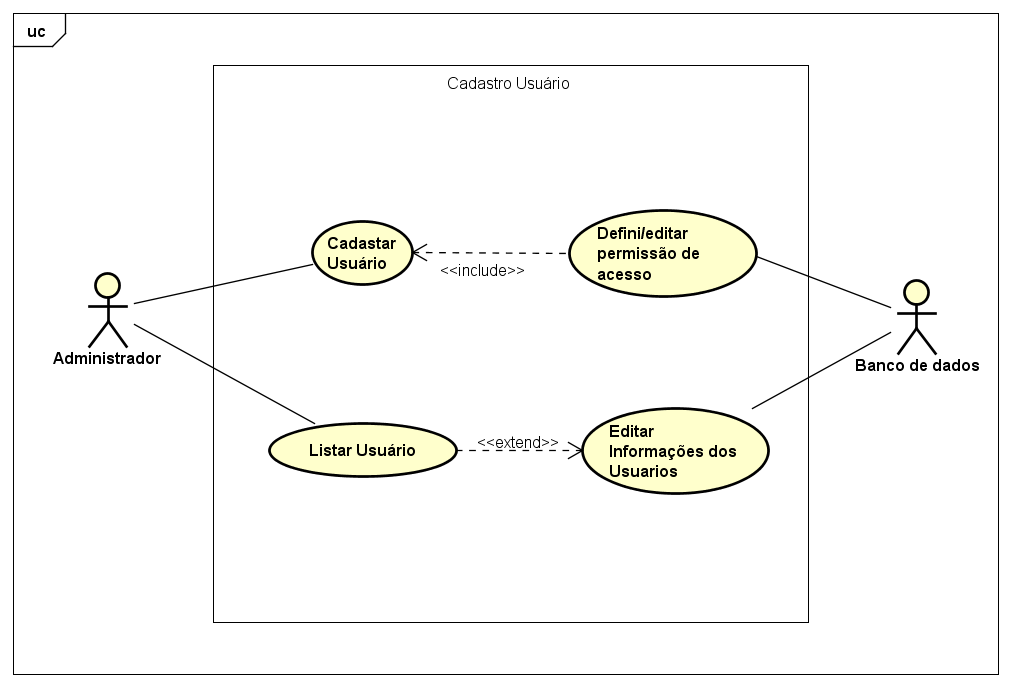 uc
Cadastro Usuário
Cadastar
Usuário
<<include>>
Defini/editar
permissão de
acesso
Administrador
Banco de dados
Listar Usuário
<<extend>>
Editar
Informações dos
Usuarios